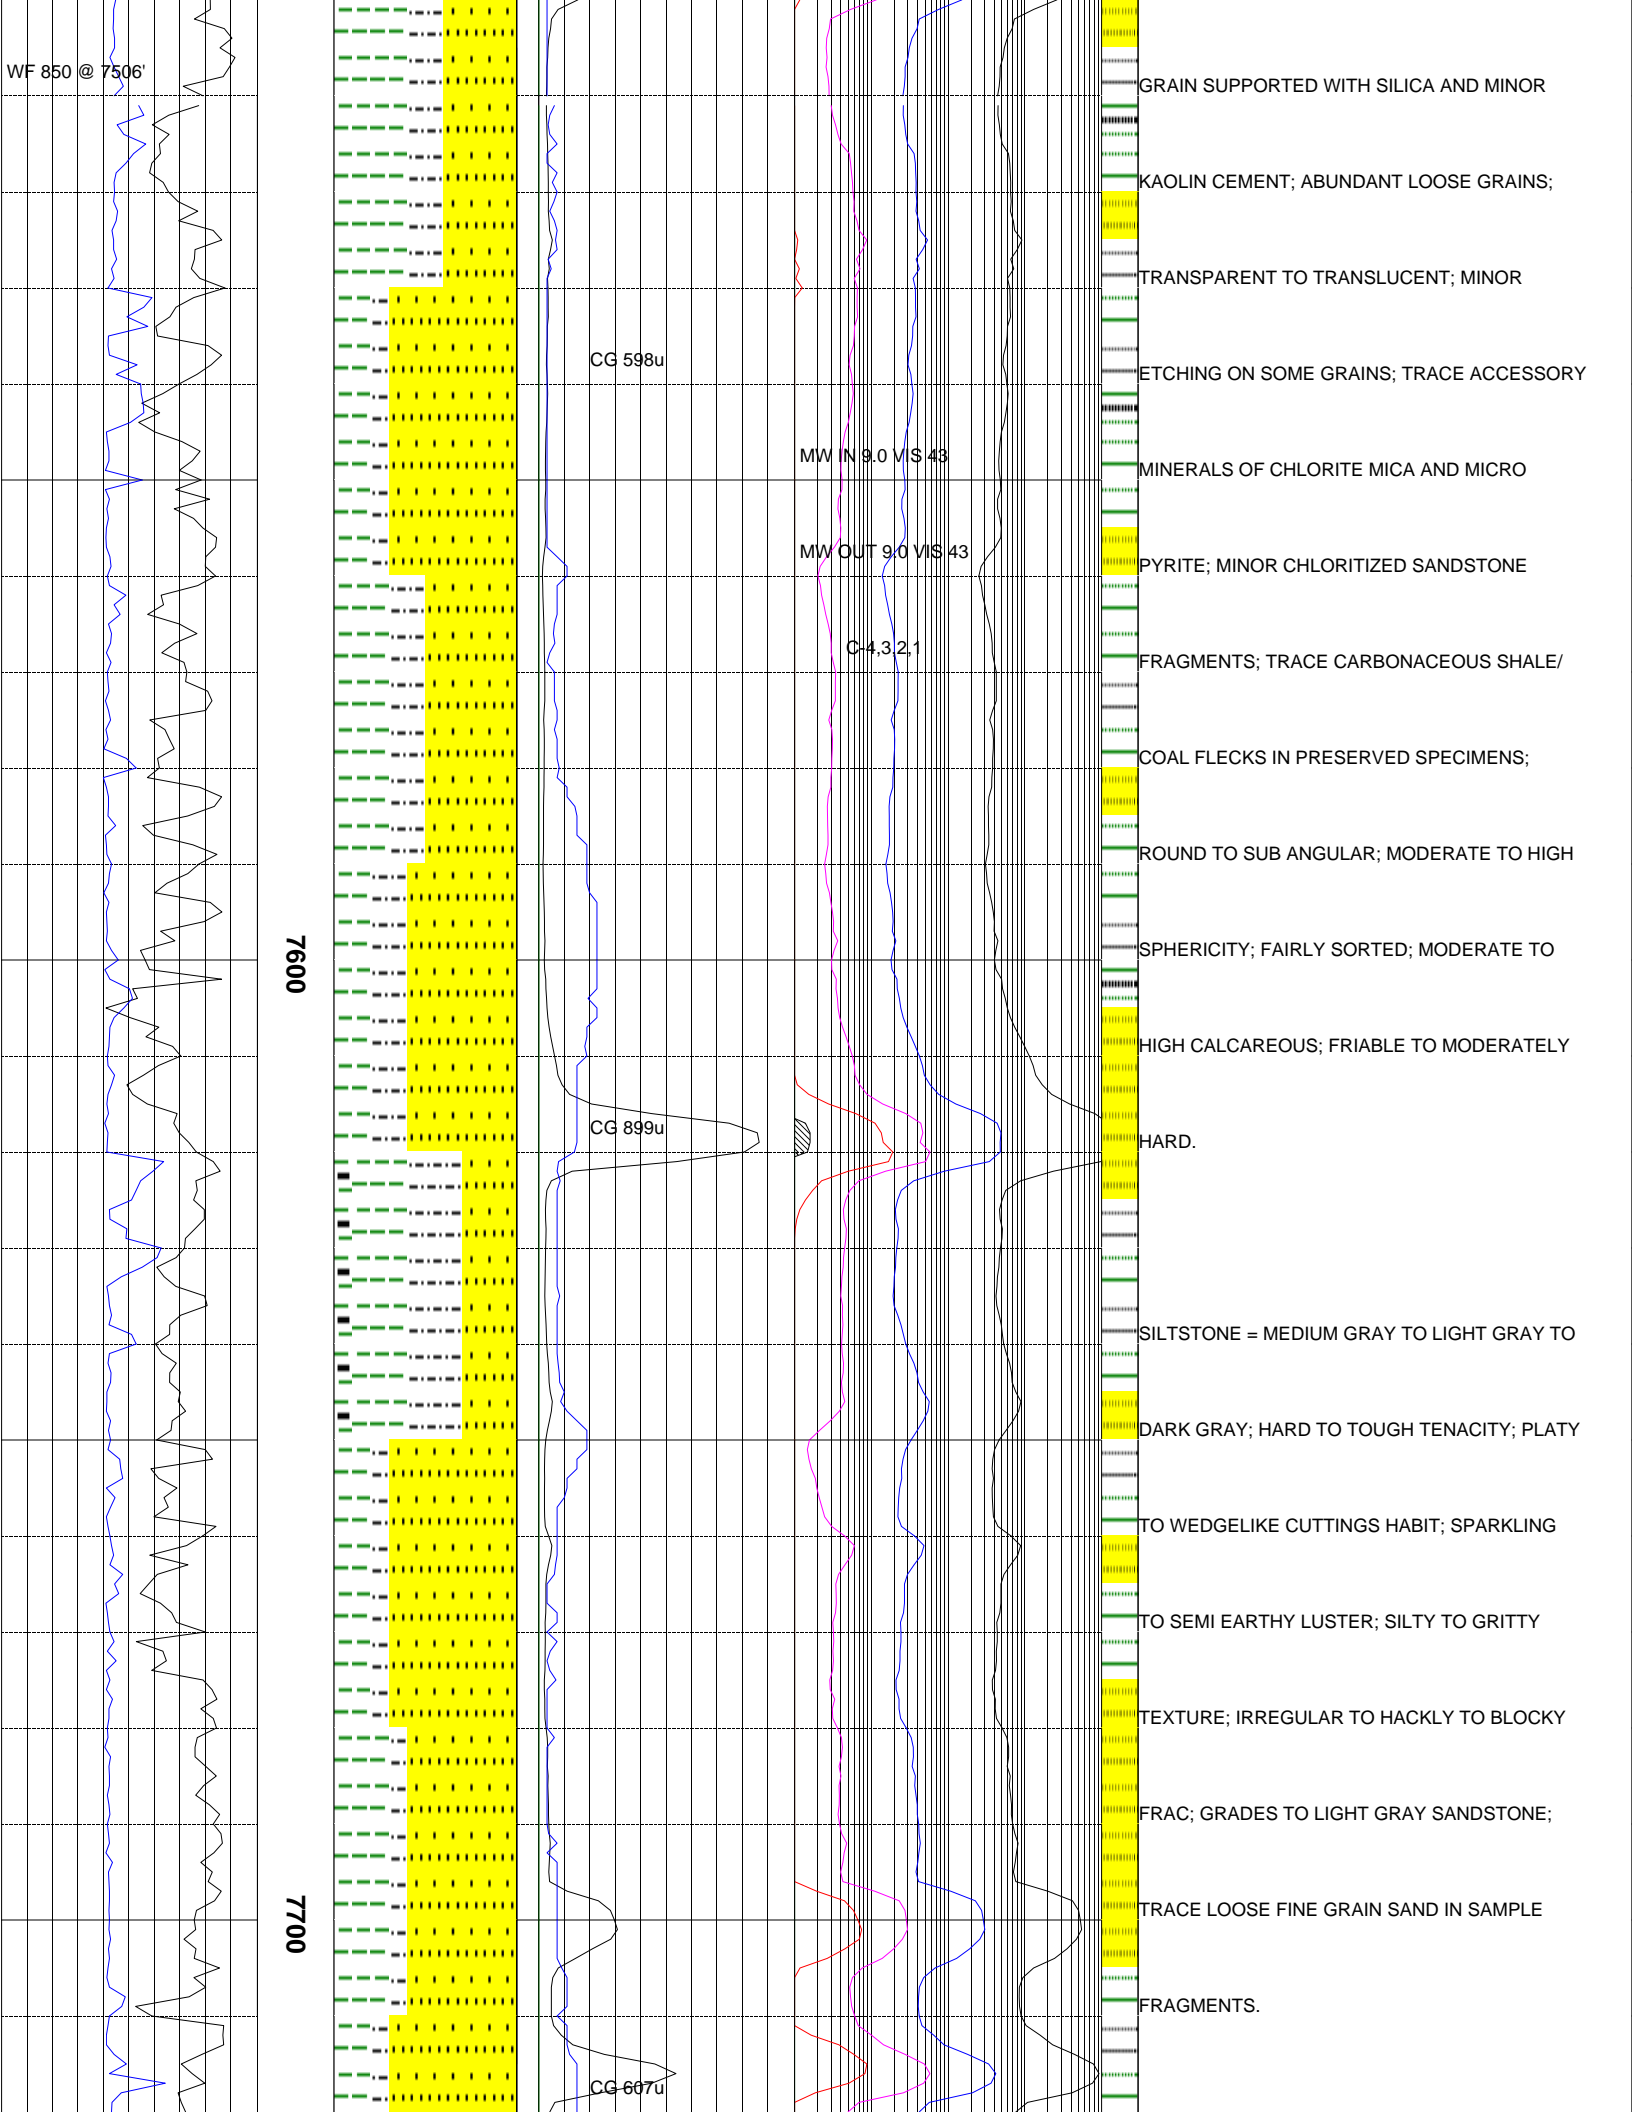 WF 850 @ 7506'
GRAIN SUPPORTED WITH SILICA AND MINOR
KAOLIN CEMENT; ABUNDANT LOOSE GRAINS;
TRANSPARENT TO TRANSLUCENT; MINOR
CG 598u
ETCHING ON SOME GRAINS; TRACE ACCESSORY
MW IN 9.0 VIS 43
MINERALS OF CHLORITE MICA AND MICRO
MW OUT 9.0 VIS 43
PYRITE; MINOR CHLORITIZED SANDSTONE
C-4,3,2,1
FRAGMENTS; TRACE CARBONACEOUS SHALE/
COAL FLECKS IN PRESERVED SPECIMENS;
ROUND TO SUB ANGULAR; MODERATE TO HIGH
7600
SPHERICITY; FAIRLY SORTED; MODERATE TO
HIGH CALCAREOUS; FRIABLE TO MODERATELY
CG 899u
HARD.
SILTSTONE = MEDIUM GRAY TO LIGHT GRAY TO
DARK GRAY; HARD TO TOUGH TENACITY; PLATY
TO WEDGELIKE CUTTINGS HABIT; SPARKLING
TO SEMI EARTHY LUSTER; SILTY TO GRITTY
TEXTURE; IRREGULAR TO HACKLY TO BLOCKY
FRAC; GRADES TO LIGHT GRAY SANDSTONE;
7700
TRACE LOOSE FINE GRAIN SAND IN SAMPLE
FRAGMENTS.
CG 607u